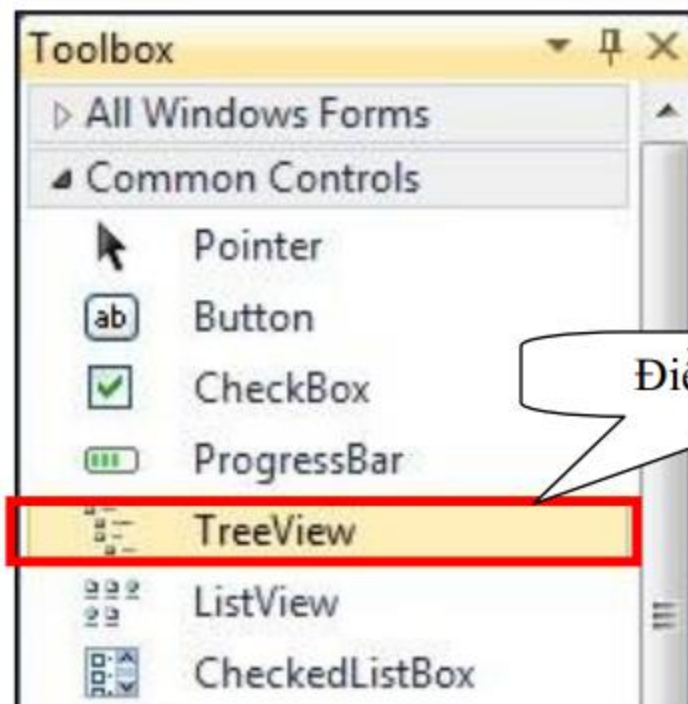 Toolbox
All Windows Forms
Common Controls
Pointer
ab Button
CheckBox
ProgressBar
TreeView
ListView
CheckedListBox